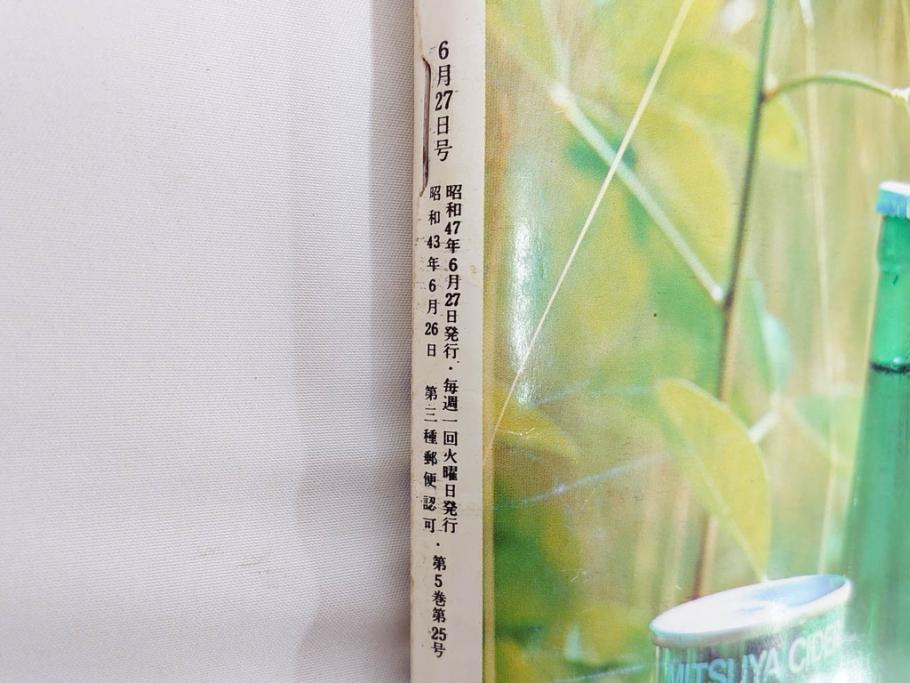 6月27日号
昭和47年6月27日発行・毎週一回火曜日発行
昭和43年6月26日 第三種郵便認可・第5巻第25号
MITSUYA CIDER